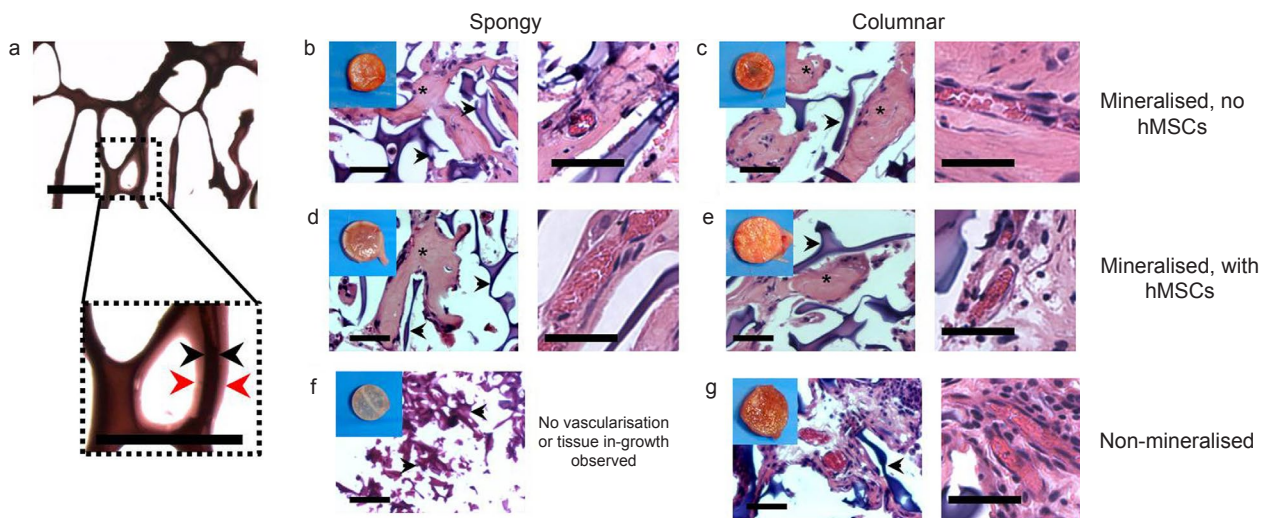 Spongy
Columnar
a
b
c
Mineralised, no
hMSCs
*
*
*
d
e
Mineralised, with
hMSCs
*
*
f
No vascularisation
or tissue in-growth
observed
g
Non-mineralised